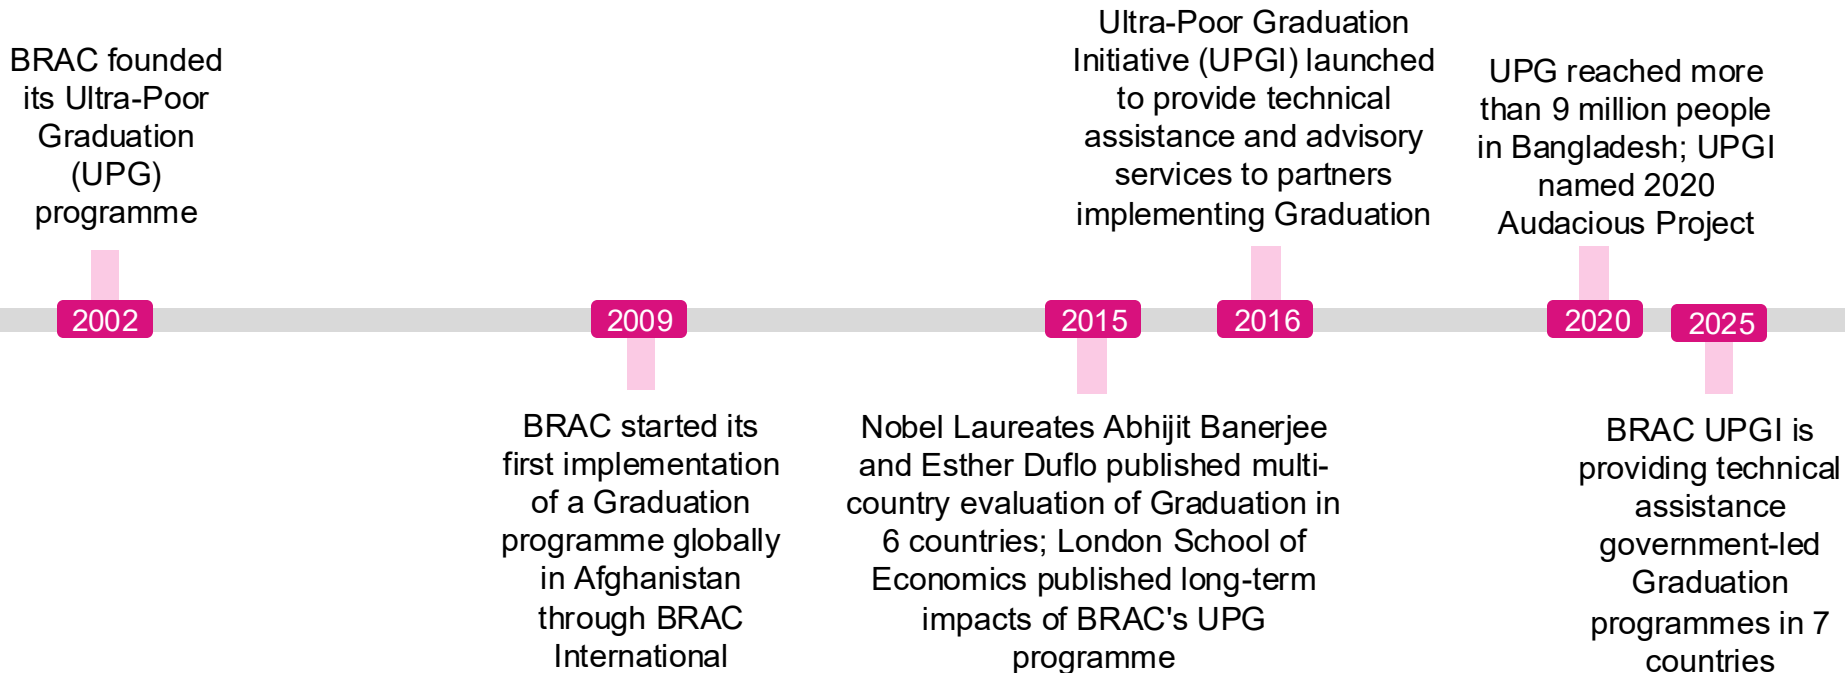 BRAC founded
its Ultra-Poor
Graduation
(UPG)
programme
2002
2009
BRAC started its
first implementation
of a Graduation
programme globally
in Afghanistan
through BRAC
International
2015
Nobel Laureates Abhijit Banerjee
and Esther Duflo published multi-
country evaluation of Graduation in
6 countries; London School of
Economics published long-term
impacts of BRAC's UPG
programme
Ultra-Poor Graduation
Initiative (UPGI) launched
to provide technical
assistance and advisory
services to partners
implementing Graduation
2016
UPG reached more
than 9 million people
in Bangladesh; UPGI
named 2020
Audacious Project
2020
2025
BRAC UPGI is
providing technical
assistance
government-led
Graduation
programmes in 7
countries